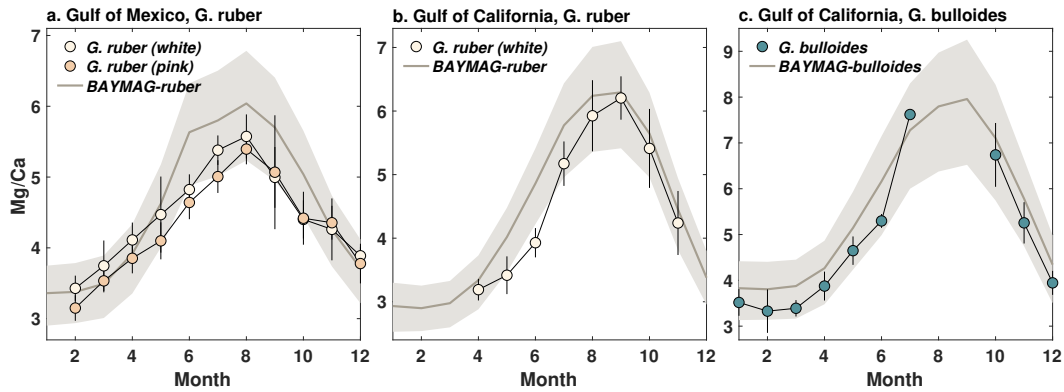 a. Gulf of Mexico, G. ruber
7
6
5
4
3
Mg/Ca
2 4 6 8 10 12
Month
G. ruber (white)
G. ruber (pink)
BAYMAG-ruber
b. Gulf of California, G. ruber
7
6
5
4
3
2 4 6 8 10 12
Month
G. ruber (white)
BAYMAG-ruber
c. Gulf of California, G. bulloides
9
8
7
6
5
4
3
2 4 6 8 10 12
Month
G. bulloides
BAYMAG-bulloides